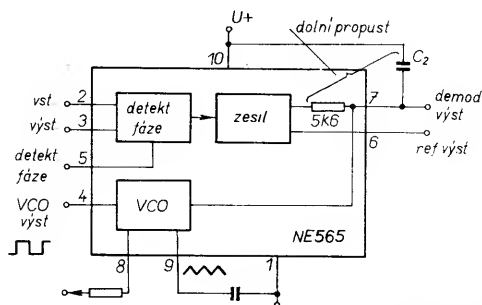 U+
dolní propust
10
C2
vst
2
výst
3
detekt
fáze
5
detekt
fáze
zesil
5k6
7
demod
výst
6
ref výst
VCO
výst
4
VCO
NE565
8
9
1